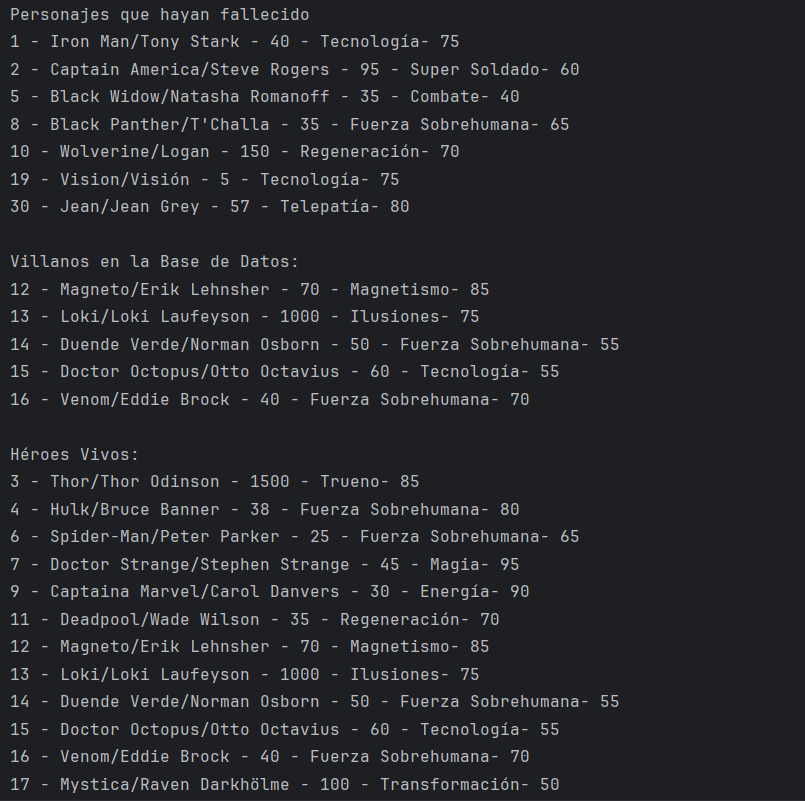 Personajes que hayan fallecido
1 - Iron Man/Tony Stark - 40 - Tecnología- 75
2 - Captain America/Steve Rogers - 95 - Super Soldado- 60
5 - Black Widow/Natasha Romanoff - 35 - Combate- 40
8 - Black Panther/T'Challa - 35 - Fuerza Sobrehumana- 65
10 - Wolverine/Logan - 150 - Regeneración- 70
19 - Vision/Visión - 5 - Tecnología- 75
30 - Jean/Jean Grey - 57 - Telepatía- 80

Villanos en la Base de Datos:
12 - Magneto/Erik Lehnsher - 70 - Magnetismo- 85
13 - Loki/Loki Laufeyson - 1000 - Ilusiones- 75
14 - Duende Verde/Norman Osborn - 50 - Fuerza Sobrehumana- 55
15 - Doctor Octopus/Otto Octavius - 60 - Tecnología- 55
16 - Venom/Eddie Brock - 40 - Fuerza Sobrehumana- 70

Héroes Vivos:
3 - Thor/Thor Odinson - 1500 - Trueno- 85
4 - Hulk/Bruce Banner - 38 - Fuerza Sobrehumana- 80
6 - Spider-Man/Peter Parker - 25 - Fuerza Sobrehumana- 65
7 - Doctor Strange/Stephen Strange - 45 - Magia- 95
9 - Captaina Marvel/Carol Danvers - 30 - Energía- 90
11 - Deadpool/Wade Wilson - 35 - Regeneración- 70
12 - Magneto/Erik Lehnsher - 70 - Magnetismo- 85
13 - Loki/Loki Laufeyson - 1000 - Ilusiones- 75
14 - Duende Verde/Norman Osborn - 50 - Fuerza Sobrehumana- 55
15 - Doctor Octopus/Otto Octavius - 60 - Tecnología- 55
16 - Venom/Eddie Brock - 40 - Fuerza Sobrehumana- 70
17 - Mystica/Raven Darkhölme - 100 - Transformación- 50